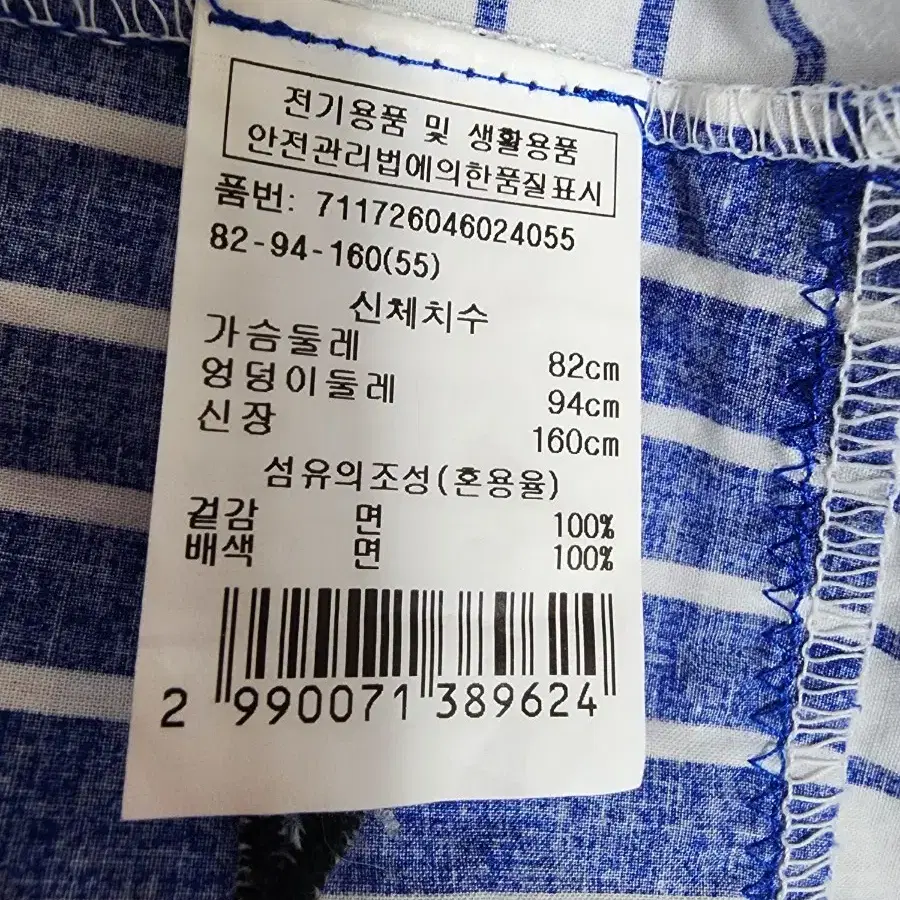 전기용품 및 생활용품
안전관리법에의한품질표시
품번: 711726046024055
82-94-160(55)
신체치수
가슴둘레 82cm
엉덩이둘레 94cm
신장 160cm
섬유의조성(혼용율)
겉감 면 100%
배색 면 100%
2 990071 389624